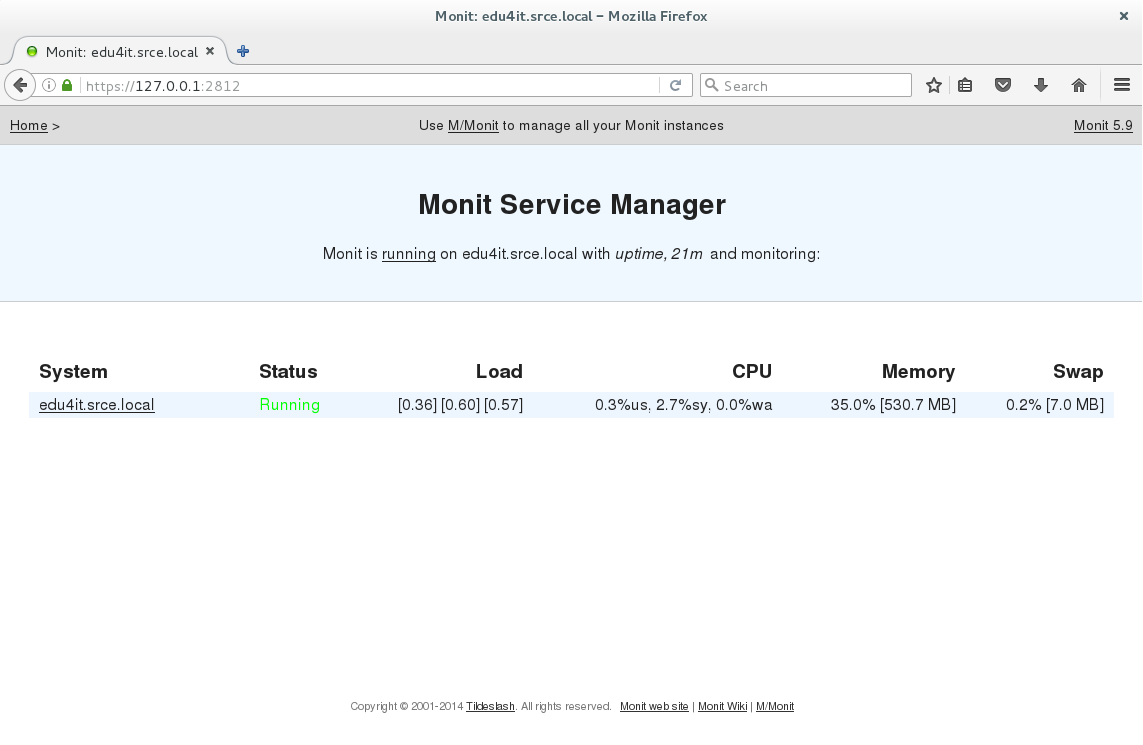 Monit: edu4it.srce.local – Mozilla Firefox
Monit: edu4it.srce.local
https://127.0.0.1:2812
Search
Home > Use M/Monit to manage all your Monit instances Monit 5.9
Monit Service Manager
Monit is running on edu4it.srce.local with uptime, 21m and monitoring:
System Status Load CPU Memory Swap
edu4it.srce.local Running [0.36] [0.60] [0.57] 0.3%us, 2.7%sy, 0.0%wa 35.0% [530.7 MB] 0.2% [7.0 MB]
Copyright © 2001-2014 Tildeslash. All rights reserved. Monit web site | Monit Wiki | M/Monit